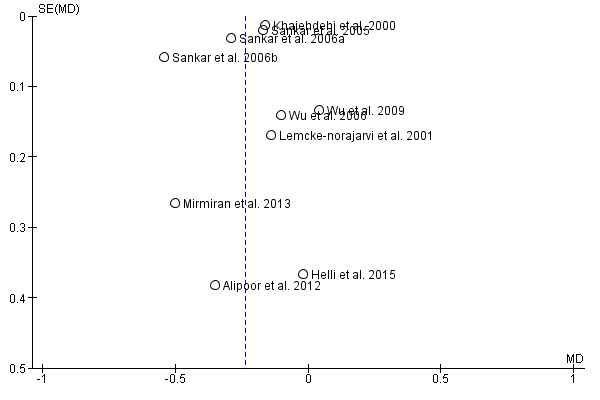 SE(MD)
0
Khajehdehi et al. 2000
Sankar et al. 2005
Sankar et al. 2006a
Sankar et al. 2006b
0.1
Wu et al. 2009
Wu et al. 2006
Lemcke-norajarvi et al. 2001
0.2
Mirmiran et al. 2013
0.3
Helli et al. 2015
Alipoor et al. 2012
0.4
MD
0.5
-1
-0.5
0
0.5
1